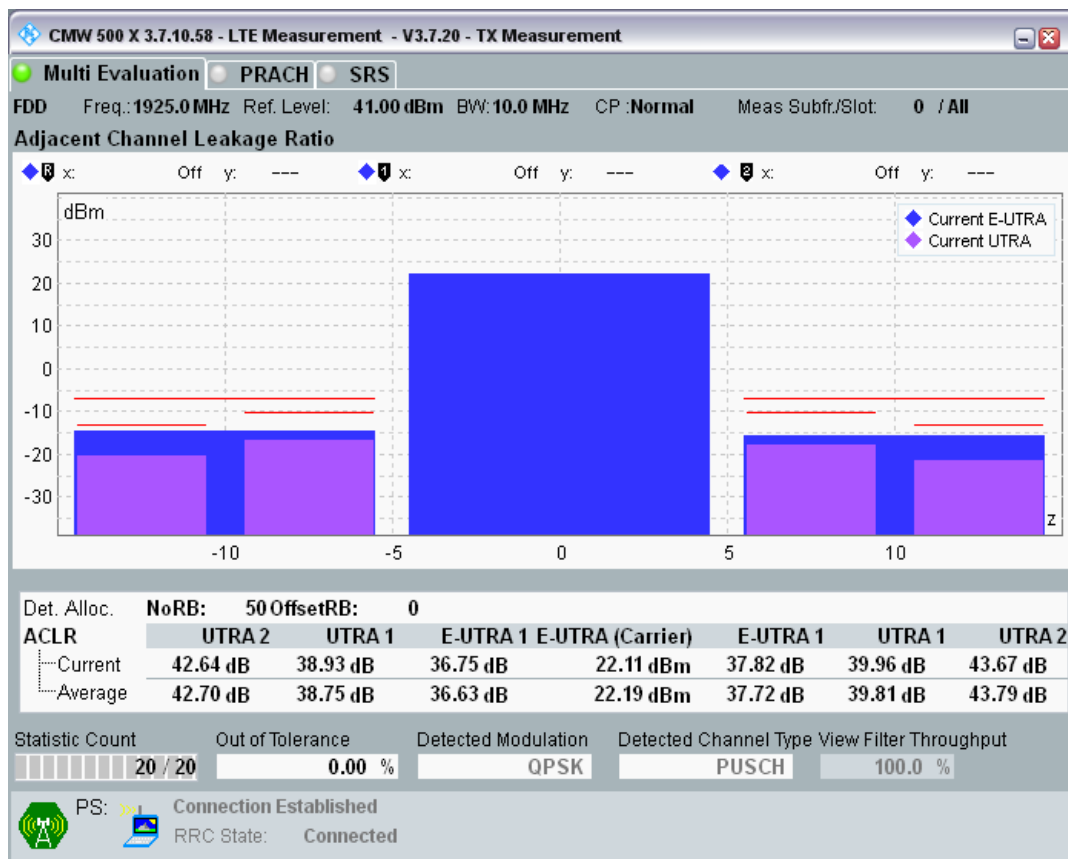 CMW 500 X 3.7.10.58 - LTE Measurement - V3.7.20 - TX Measurement
Multi Evaluation PRACH SRS
FDD Freq.:1925.0 MHz Ref. Level: 41.00 dBm BW:10.0 MHz CP :Normal Meas Subfr./Slot: 0 / All
Adjacent Channel Leakage Ratio
R x: Off y: --- 1 x: Off y: --- 2 x: Off y: ---
dBm
Current E-UTRA
Current UTRA
30
20
10
0
-10
-20
-30
z
-10 -5 0 5 10
Det. Alloc. NoRB: 50 OffsetRB: 0
ACLR UTRA 2 UTRA 1 E-UTRA 1 E-UTRA (Carrier) E-UTRA 1 UTRA 1 UTRA 2
Current 42.64 dB 38.93 dB 36.75 dB 22.11 dBm 37.82 dB 39.96 dB 43.67 dB
Average 42.70 dB 38.75 dB 36.63 dB 22.19 dBm 37.72 dB 39.81 dB 43.79 dB
Statistic Count Out of Tolerance Detected Modulation Detected Channel Type View Filter Throughput
20 / 20 0.00 % QPSK PUSCH 100.0 %
PS: Connection Established
RRC State: Connected